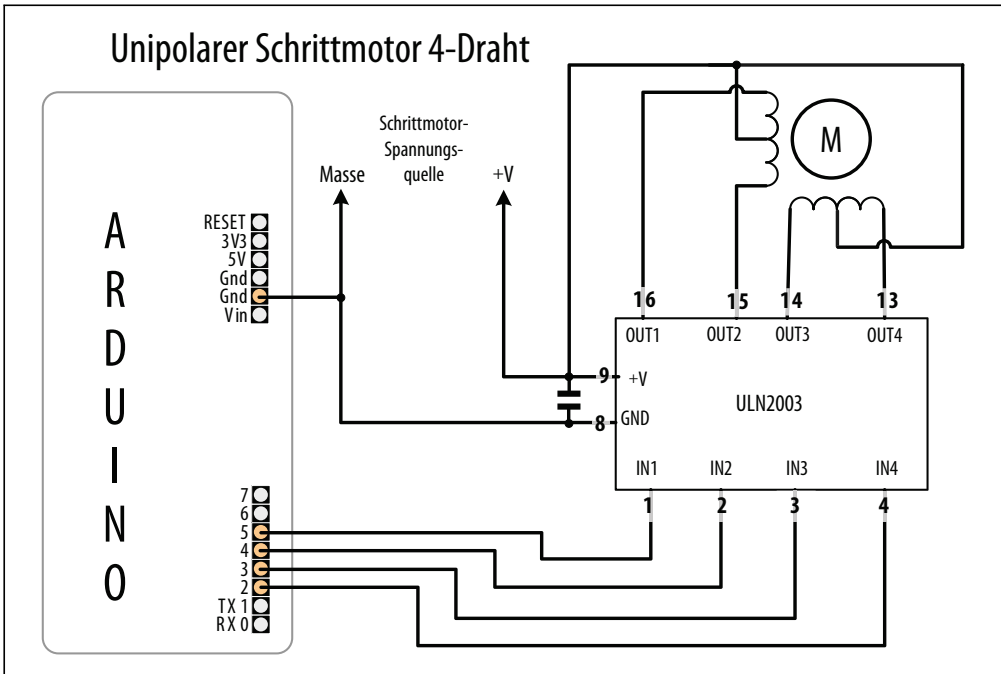 Unipolarer Schrittmotor 4-Draht
Schrittmotor-
Spannungs-
quelle
Masse
+V
M
ARDUINO
RESET
3V3
5V
Gnd
Gnd
Vin
16
15
14
13
OUT1
OUT2
OUT3
OUT4
9
+V
ULN2003
8
GND
IN1
IN2
IN3
IN4
1
2
3
4
7
6
5
4
3
2
TX 1
RX 0